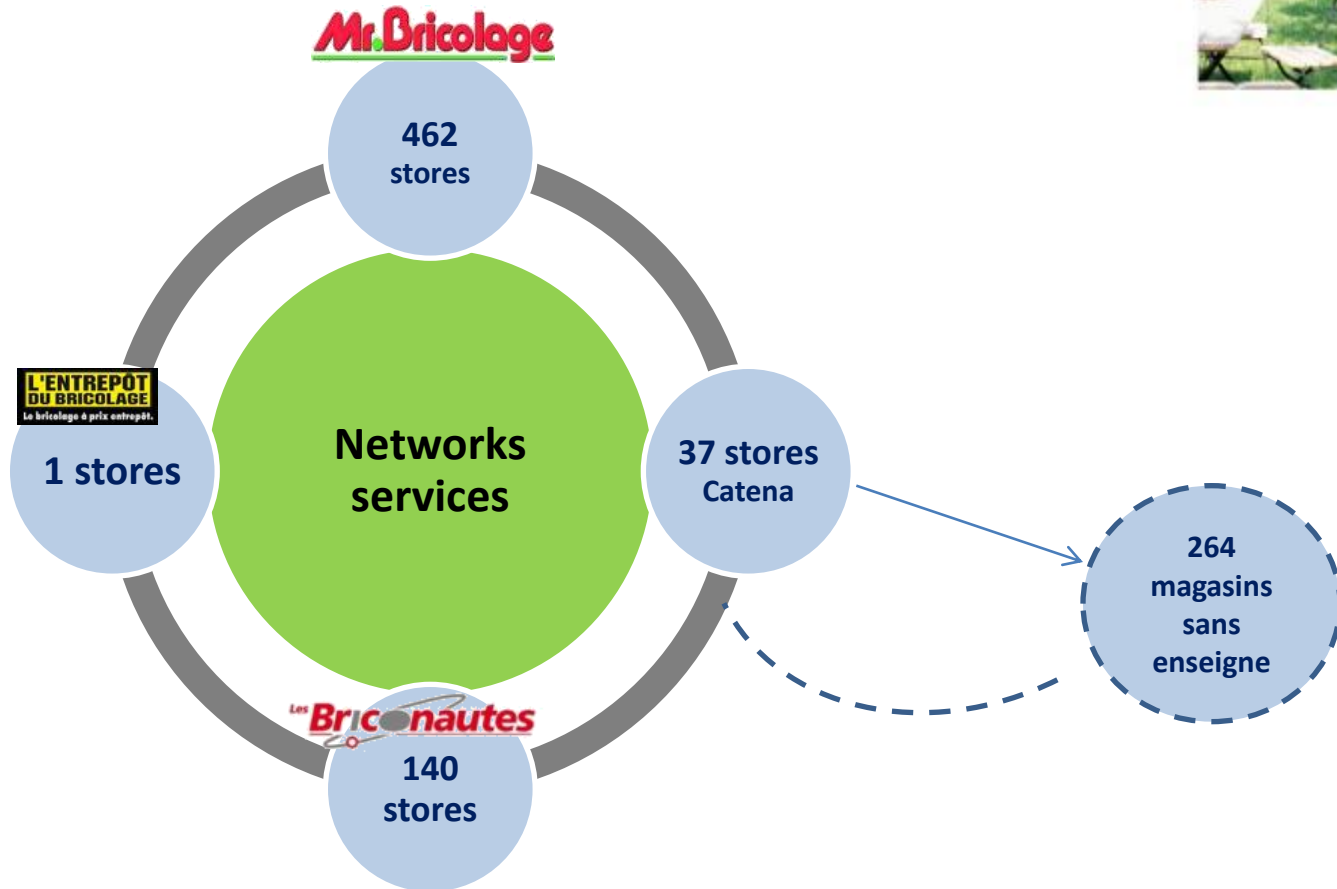 Mr.Bricolage
462
stores
L'ENTREPÔT
DU BRICOLAGE
Le bricolage à prix entrepôt.
1 stores
Networks
services
37 stores
Catena
264
magasins
sans
enseigne
Les Briconautes
140
stores